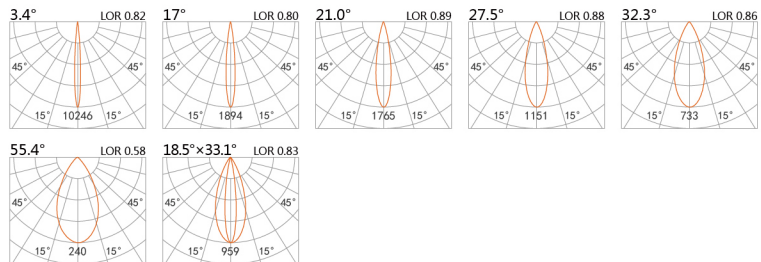 3.4° LOR 0.82
45° 45°
15° 10246 15°
17° LOR 0.80
45° 45°
15° 1894 15°
21.0° LOR 0.89
45° 45°
15° 1765 15°
27.5° LOR 0.88
45° 45°
15° 1151 15°
32.3° LOR 0.86
45° 45°
15° 733 15°
55.4° LOR 0.58
45° 45°
15° 240 15°
18.5°×33.1° LOR 0.83
45° 45°
15° 959 15°